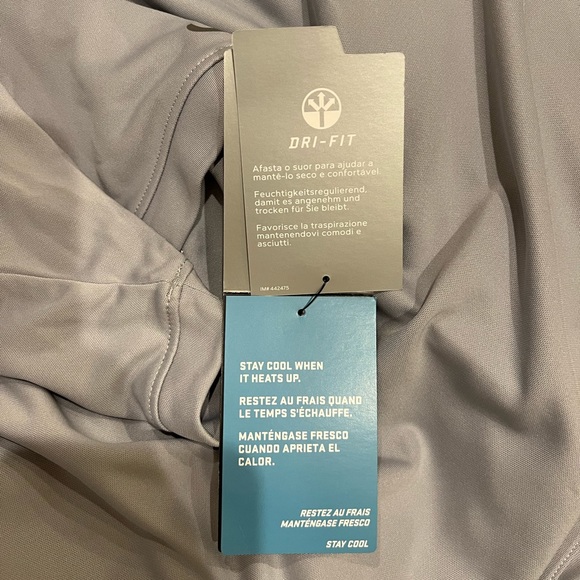 DRI-FIT
Afasta o suor para ajudar a
mantê-lo seco e confortável.
Feuchtigkeitsregulierend,
damit es angenehm und
trocken für Sie bleibt.
Favorisce la traspirazione
mantenendovi comodi e
asciutti.
IM# 442475
STAY COOL WHEN
IT HEATS UP.
RESTEZ AU FRAIS QUAND
LE TEMPS S'ÉCHAUFFE.
MANTÉNGASE FRESCO
CUANDO APRIETA EL
CALOR.
RESTEZ AU FRAIS
MANTÉNGASE FRESCO
STAY COOL